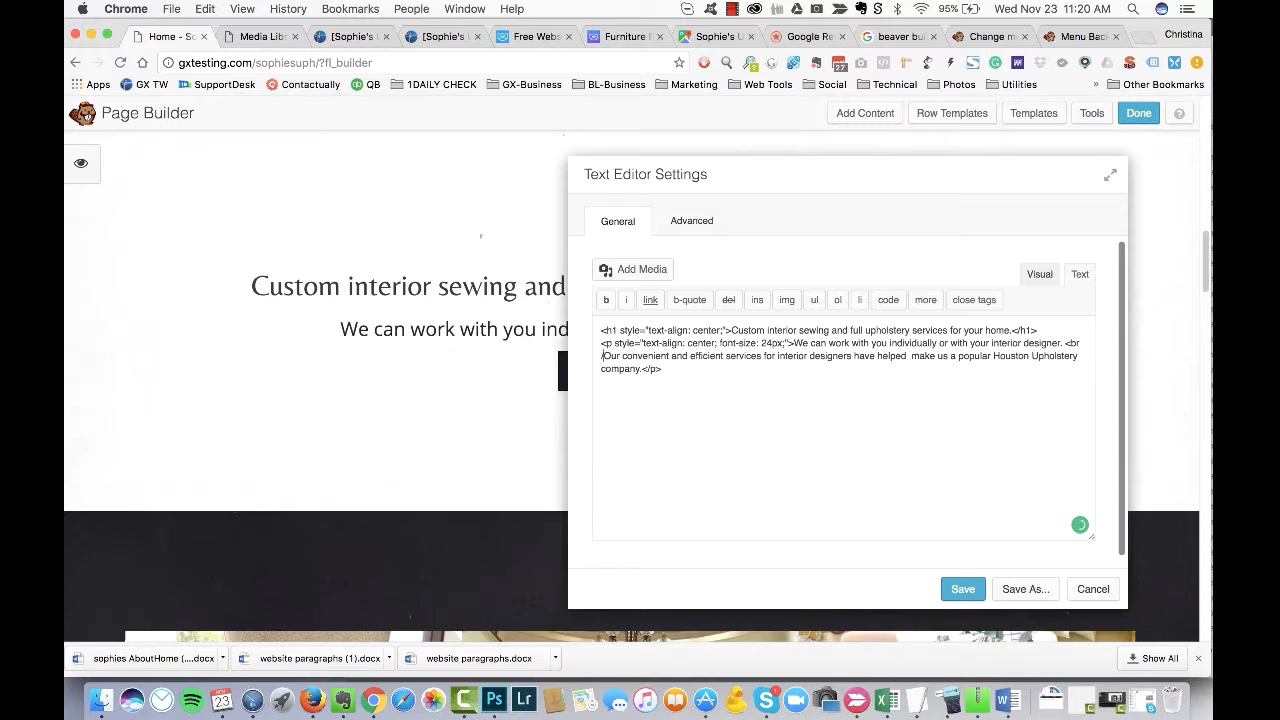 Chrome File Edit View History Bookmarks People Window Help 95% Wed Nov 23 11:20 AM
Home - So Media Libr [Sophie's [Sophie's Free Webs Furniture Sophie's U Google Re beaver bui Change m Menu Bac Christina
gxtesting.com/sophiesuph/?fl_builder
Apps GX TW SupportDesk Contactually QB 1DAILY CHECK GX-Business BL-Business Marketing Web Tools Social Technical Photos Utilities » Other Bookmarks
Page Builder Add Content Row Templates Templates Tools Done ?
Text Editor Settings
General Advanced
Add Media Visual Text
b i link b-quote del ins img ul ol li code more close tags
Custom interior sewing and
We can work with you ind
<h1 style="text-align: center;">Custom interior sewing and full upholstery services for your home.</h1>
<p style="text-align: center; font-size: 24px;">We can work with you individually or with your interior designer. <br
/Our convenient and efficient services for interior designers have helped  make us a popular Houston Upholstery
company.</p>
Save Save As... Cancel
sophies AboutHome (....docx website paragraphs (1).docx website paragraphs.docx Show All
NOV 23 Ps Lr